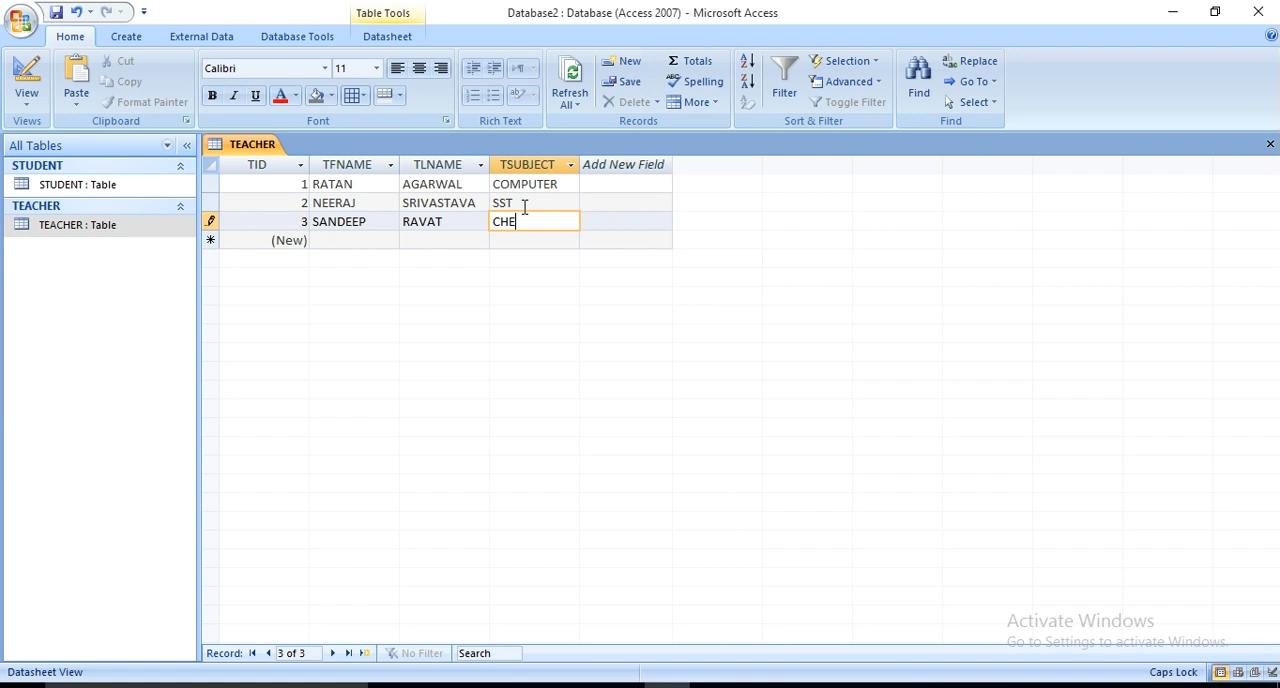 Table Tools
Database2 : Database (Access 2007) - Microsoft Access
Home Create External Data Database Tools Datasheet
View
Views
Paste
Cut
Copy
Format Painter
Clipboard
Calibri 11
B I U A
Font
Rich Text
Refresh All
New
Save
Delete
Totals
Spelling
More
Records
Filter
Selection
Advanced
Toggle Filter
Sort & Filter
Find
Replace
Go To
Select
Find
All Tables
STUDENT
STUDENT : Table
TEACHER
TEACHER : Table
TEACHER
TID TFNAME TLNAME TSUBJECT Add New Field
1 RATAN AGARWAL COMPUTER
2 NEERAJ SRIVASTAVA SST
3 SANDEEP RAVAT CHE
(New)
Activate Windows
Go to Settings to activate Windows.
Record: 3 of 3 No Filter Search
Datasheet View Caps Lock